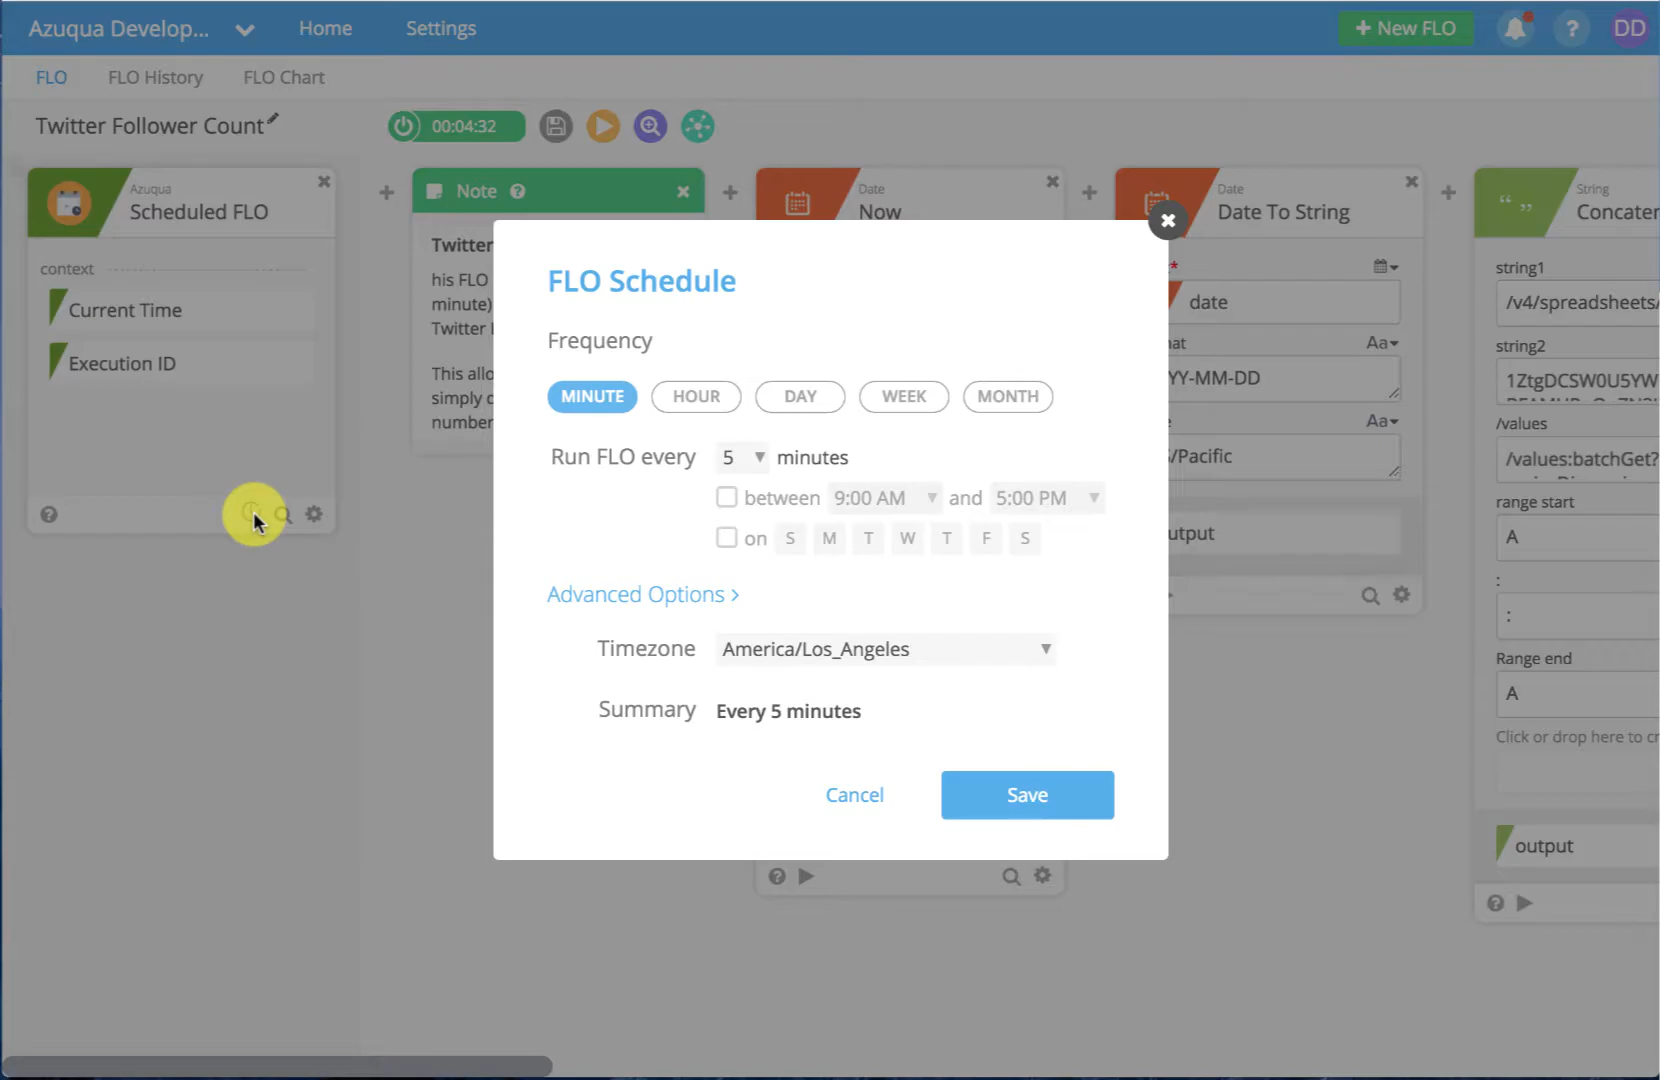 Azuqua Develop...
Home
Settings
+ New FLO
?
DD
FLO
FLO History
FLO Chart
Twitter Follower Count
00:04:32
Azuqua
Scheduled FLO
context
Current Time
Execution ID
Note
Twitter
his FLO
minute)
Twitter
This allo
simply
number
Date
Now
Date
Date To String
*
date
Aa
YY-MM-DD
Aa
/Pacific
utput
String
Concaten
string1
/v4/spreadsheets/
string2
1ZtgDCSW0U5YW
/values
/values:batchGet?
range start
A
:
:
Range end
A
Click or drop here to cr
output
FLO Schedule
Frequency
MINUTE
HOUR
DAY
WEEK
MONTH
Run FLO every 5 minutes
between 9:00 AM and 5:00 PM
on S M T W T F S
Advanced Options >
Timezone America/Los_Angeles
Summary Every 5 minutes
Cancel
Save